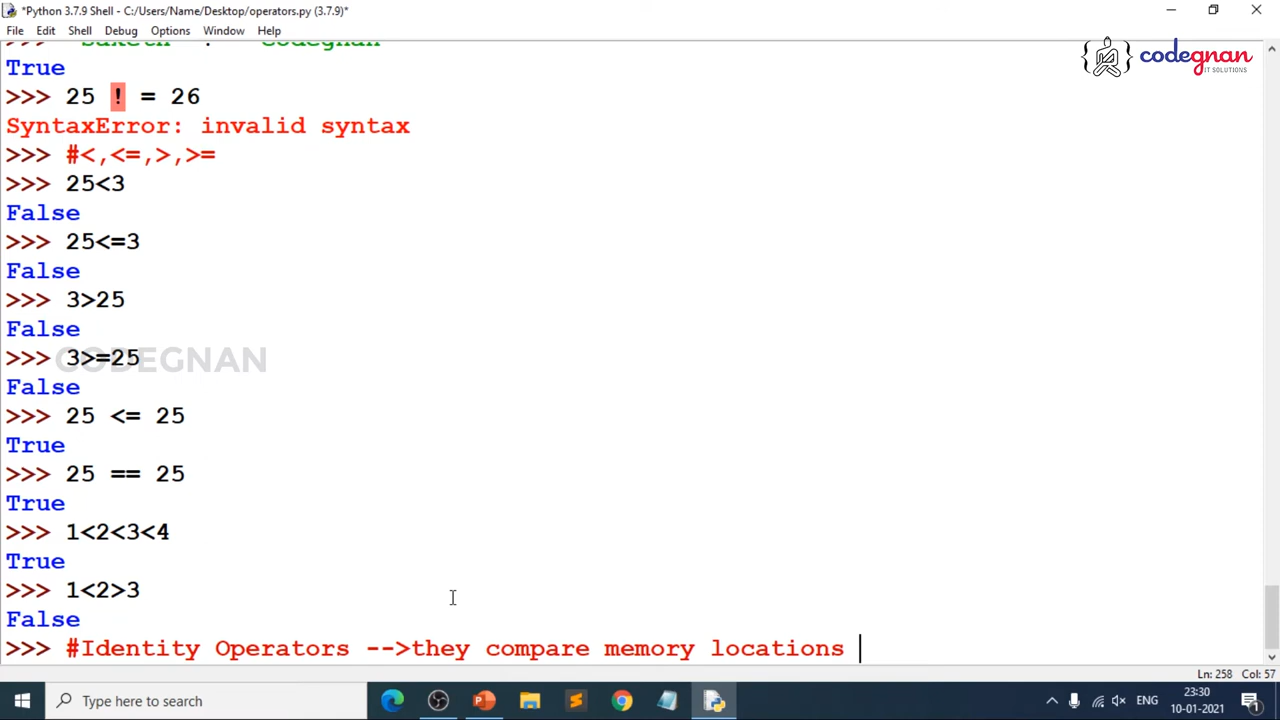 *Python 3.7.9 Shell - C:/Users/Name/Desktop/operators.py (3.7.9)*
File Edit Shell Debug Options Window Help
codegnan
IT SOLUTIONS
True
>>> 25 ! = 26
SyntaxError: invalid syntax
>>> #<,<=,>,>=
>>> 25<3
False
>>> 25<=3
False
>>> 3>25
False
>>> 3>=25
CODEGNAN
False
>>> 25 <= 25
True
>>> 25 == 25
True
>>> 1<2<3<4
True
>>> 1<2>3
False
>>> #Identity Operators -->they compare memory locations
Ln: 258 Col: 57
Type here to search
ENG
23:30
10-01-2021
1